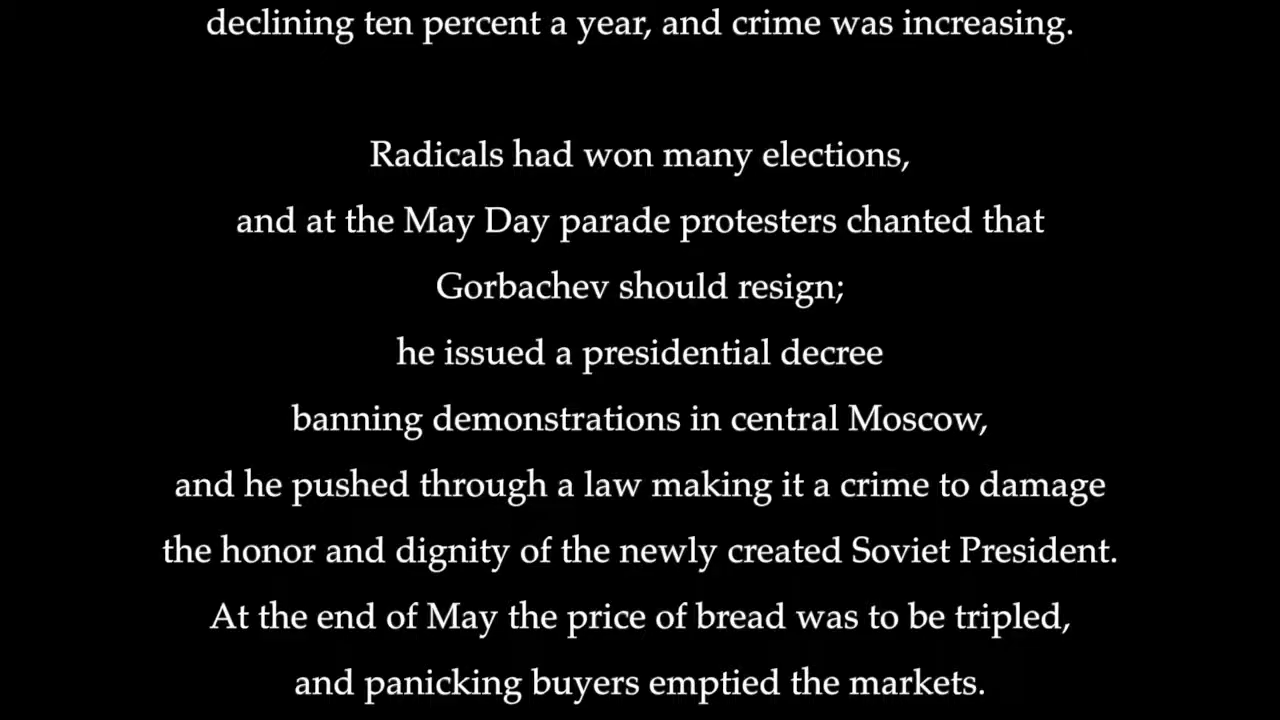 declining ten percent a year, and crime was increasing.
Radicals had won many elections,
and at the May Day parade protesters chanted that
Gorbachev should resign;
he issued a presidential decree
banning demonstrations in central Moscow,
and he pushed through a law making it a crime to damage
the honor and dignity of the newly created Soviet President.
At the end of May the price of bread was to be tripled,
and panicking buyers emptied the markets.